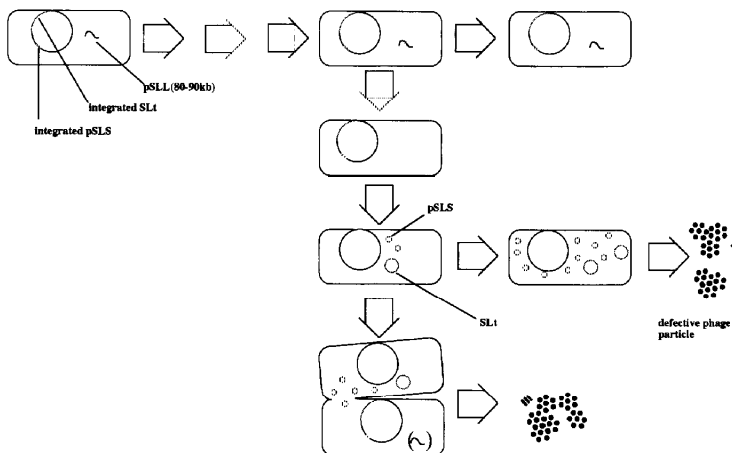 pSLL(80-90kb)
integrated SLt
integrated pSLS
pSLS
SLt
defective phage
particle